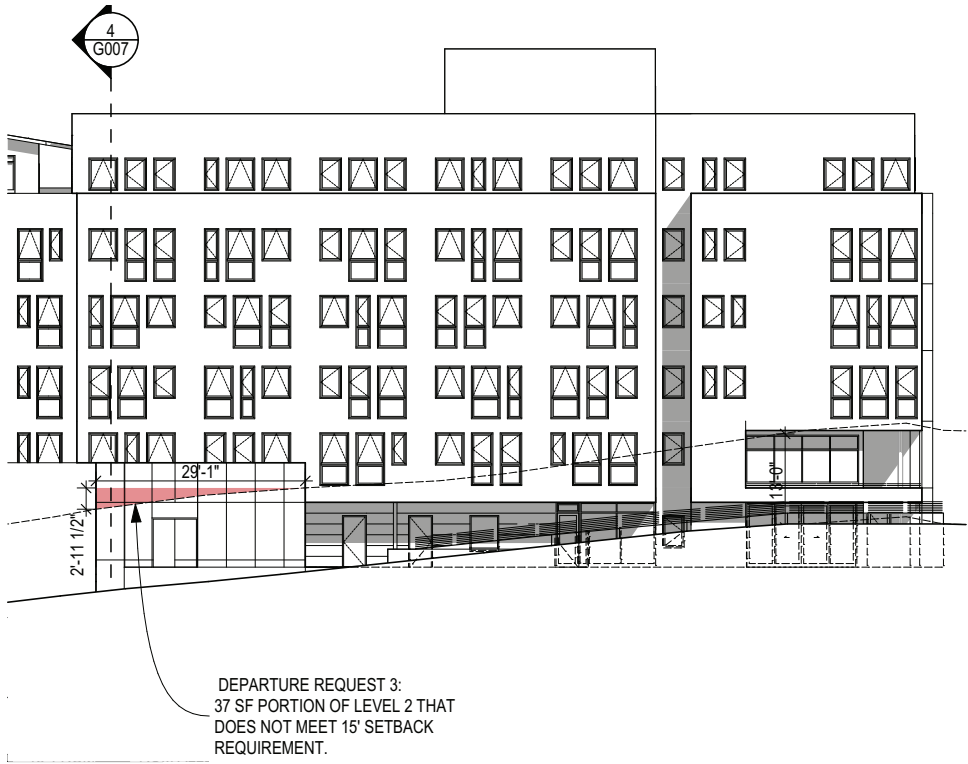 4
G007
29'-1"
13'-0"
2'-11 1/2"
DEPARTURE REQUEST 3:
37 SF PORTION OF LEVEL 2 THAT
DOES NOT MEET 15' SETBACK
REQUIREMENT.